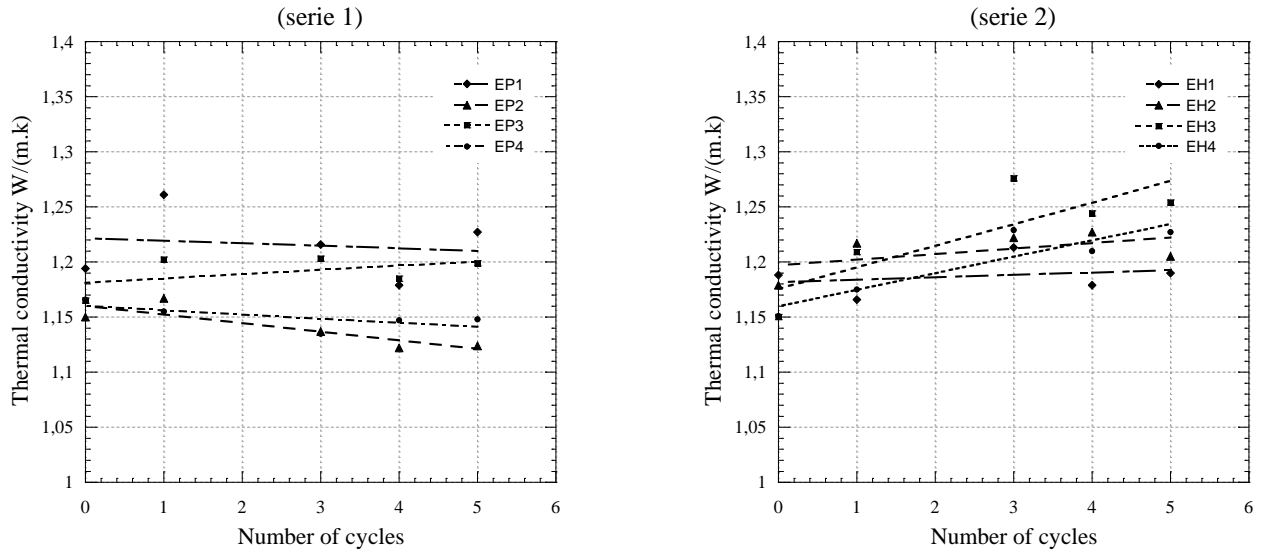 (serie 1)
Thermal conductivity W/(m.k)
1,4
1,35
1,3
1,25
1,2
1,15
1,1
1,05
1
EP1
EP2
EP3
EP4
0 1 2 3 4 5 6
Number of cycles
(serie 2)
Thermal conductivity W/(m.k)
1,4
1,35
1,3
1,25
1,2
1,15
1,1
1,05
1
EH1
EH2
EH3
EH4
0 1 2 3 4 5 6
Number of cycles